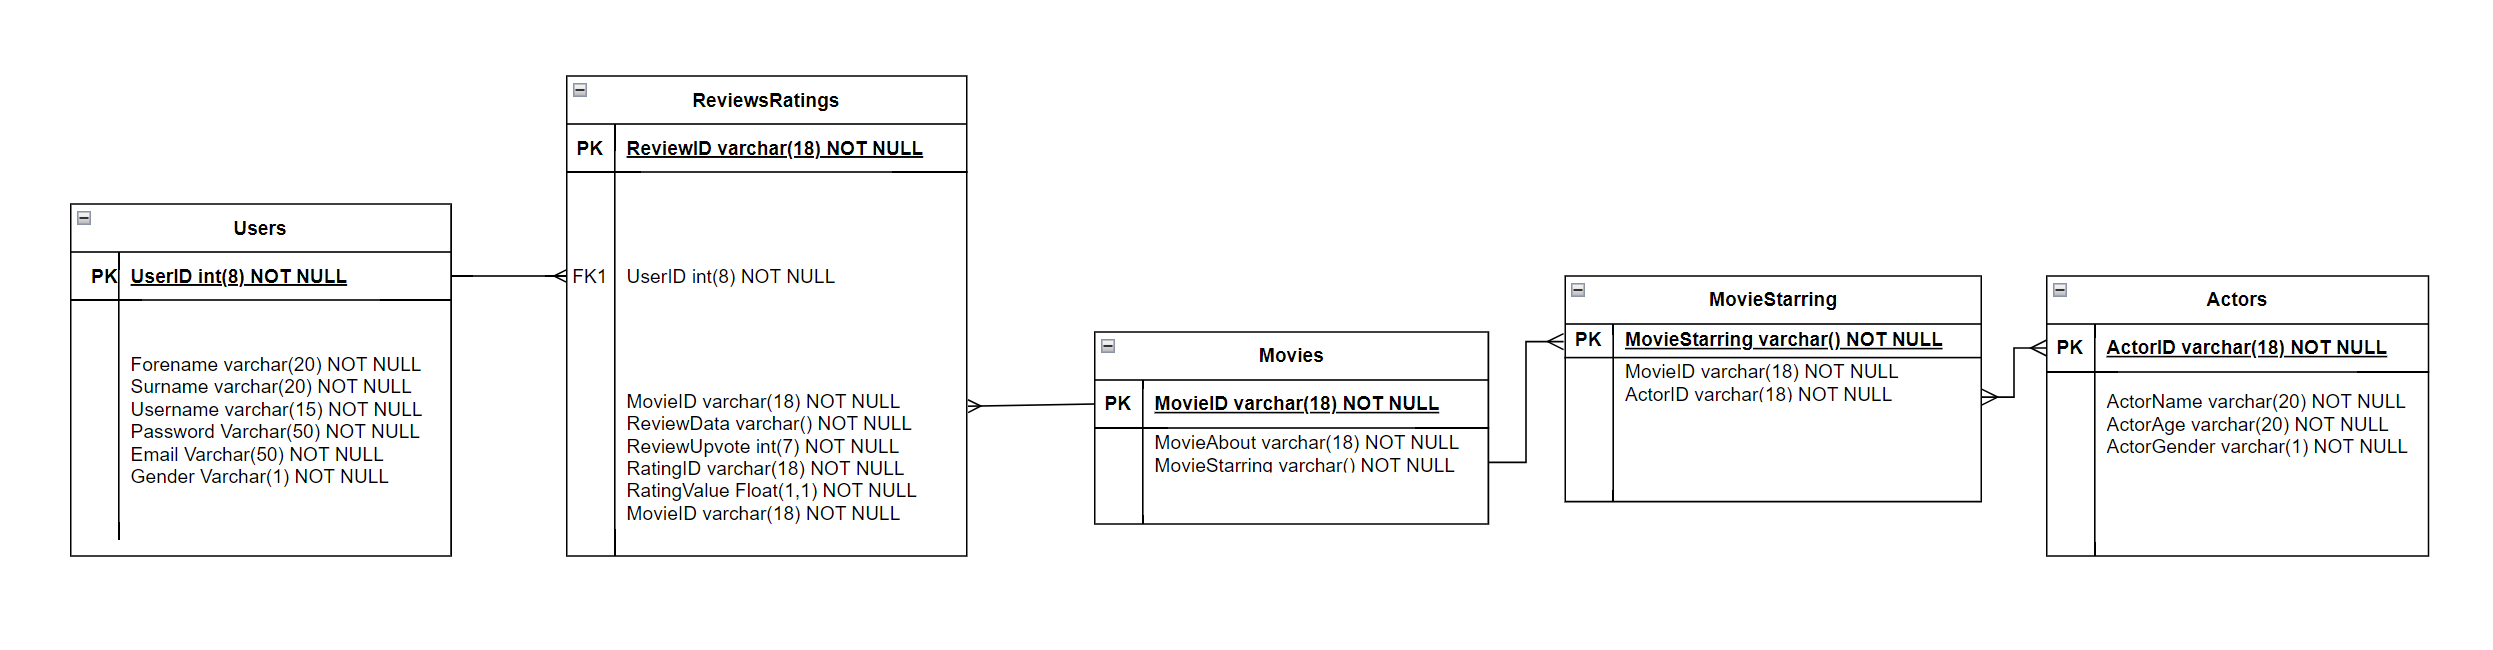 Users
PK UserID int(8) NOT NULL
Forename varchar(20) NOT NULL
Surname varchar(20) NOT NULL
Username varchar(15) NOT NULL
Password Varchar(50) NOT NULL
Email Varchar(50) NOT NULL
Gender Varchar(1) NOT NULL
ReviewsRatings
PK ReviewID varchar(18) NOT NULL
FK1 UserID int(8) NOT NULL
MovieID varchar(18) NOT NULL
ReviewData varchar() NOT NULL
ReviewUpvote int(7) NOT NULL
RatingID varchar(18) NOT NULL
RatingValue Float(1,1) NOT NULL
MovieID varchar(18) NOT NULL
Movies
PK MovieID varchar(18) NOT NULL
MovieAbout varchar(18) NOT NULL
MovieStarring varchar() NOT NULL
MovieStarring
PK MovieStarring varchar() NOT NULL
MovieID varchar(18) NOT NULL
ActorID varchar(18) NOT NULL
Actors
PK ActorID varchar(18) NOT NULL
ActorName varchar(20) NOT NULL
ActorAge varchar(20) NOT NULL
ActorGender varchar(1) NOT NULL